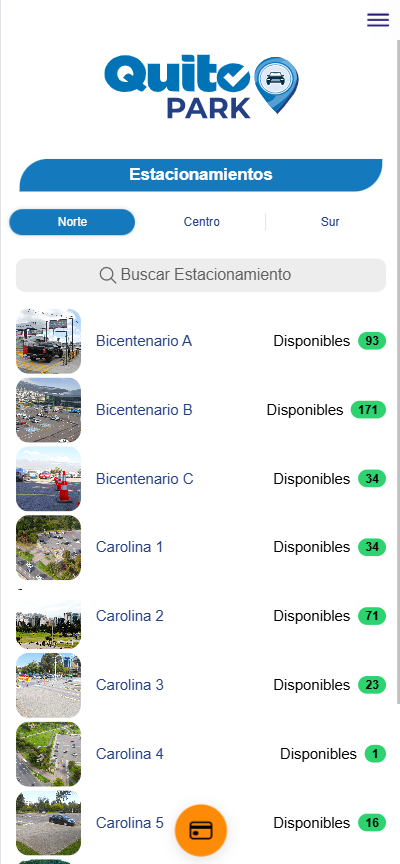 Quito
PARK
Estacionamientos
Norte
Centro
Sur
Buscar Estacionamiento
Bicentenario A Disponibles 93
Bicentenario B Disponibles 171
Bicentenario C Disponibles 34
Carolina 1 Disponibles 34
Carolina 2 Disponibles 71
Carolina 3 Disponibles 23
Carolina 4 Disponibles 1
Carolina 5 Disponibles 16